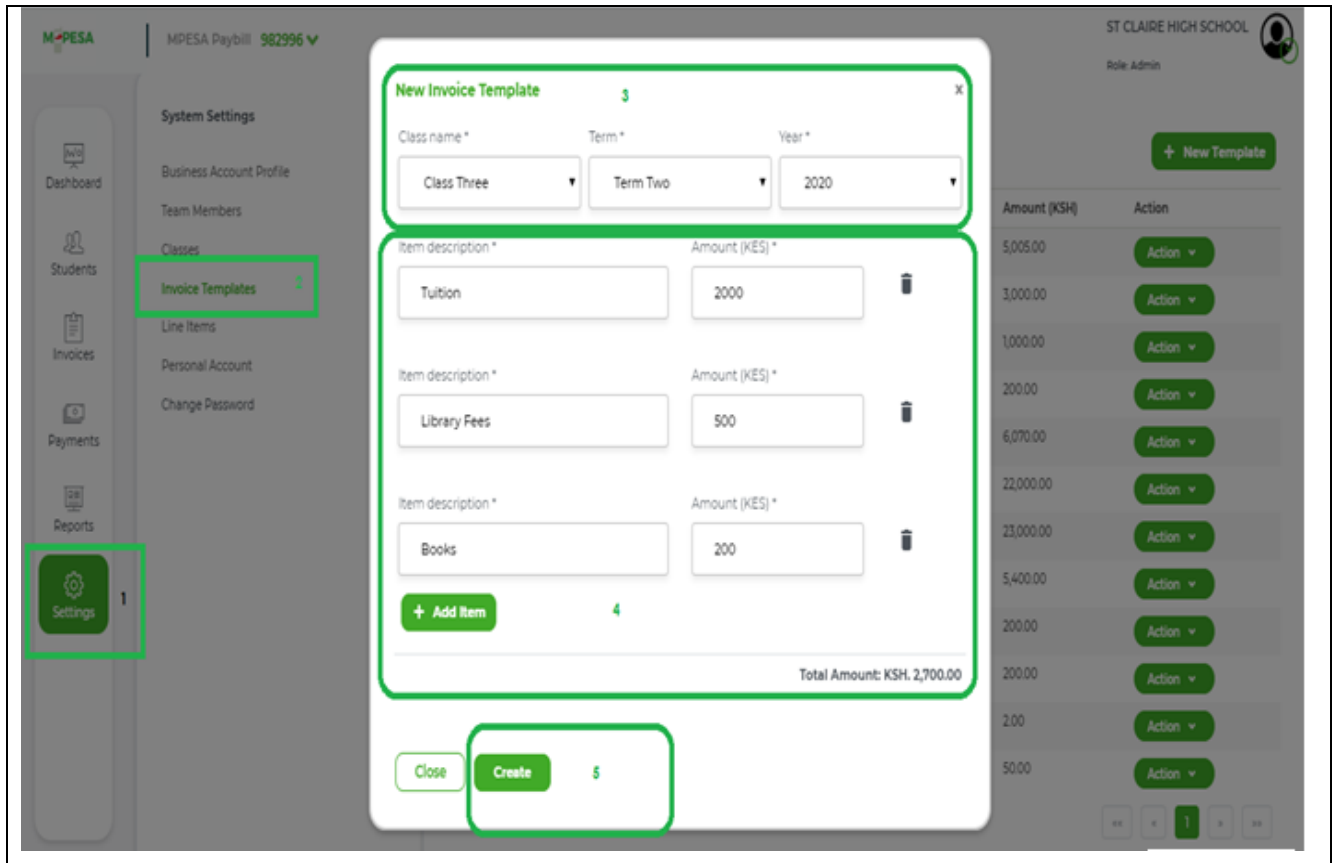 M-PESA
MPESA Paybill 982996
ST CLAIRE HIGH SCHOOL
Role: Admin
Dashboard
Students
Invoices
Payments
Reports
Settings
1
System Settings
Business Account Profile
Team Members
Classes
Invoice Templates 2
Line Items
Personal Account
Change Password
New Invoice Template 3 x
Class name * Term * Year *
Class Three Term Two 2020
Item description * Amount (KES) *
Tuition 2000
Item description * Amount (KES) *
Library Fees 500
Item description * Amount (KES) *
Books 200
+ Add Item 4
Total Amount: KSH. 2,700.00
Close Create 5
+ New Template
Amount (KSH) Action
5,005.00 Action
3,000.00 Action
1,000.00 Action
200.00 Action
6,070.00 Action
22,000.00 Action
23,000.00 Action
5,400.00 Action
200.00 Action
200.00 Action
2.00 Action
50.00 Action
«« « 1 » »»